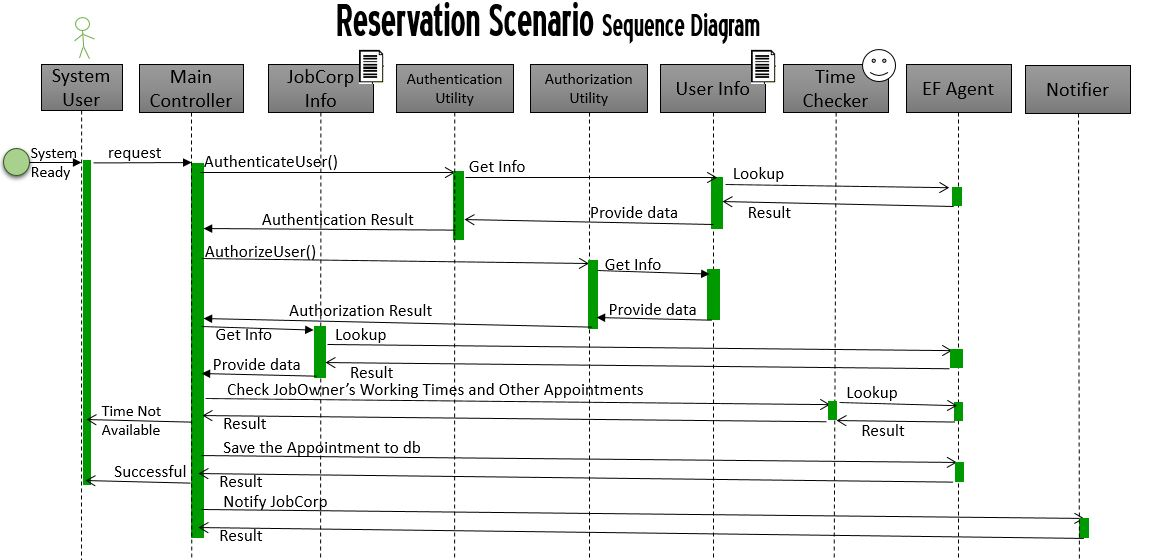 Reservation Scenario Sequence Diagram
System User
Main Controller
JobCorp Info
Authentication Utility
Authorization Utility
User Info
Time Checker
EF Agent
Notifier
System Ready
request
AuthenticateUser()
Get Info
Lookup
Result
Provide data
Authentication Result
AuthorizeUser()
Get Info
Provide data
Authorization Result
Get Info
Lookup
Result
Provide data
Check JobOwner's Working Times and Other Appointments
Lookup
Result
Result
Time Not Available
Save the Appointment to db
Result
Successful
Notify JobCorp
Result